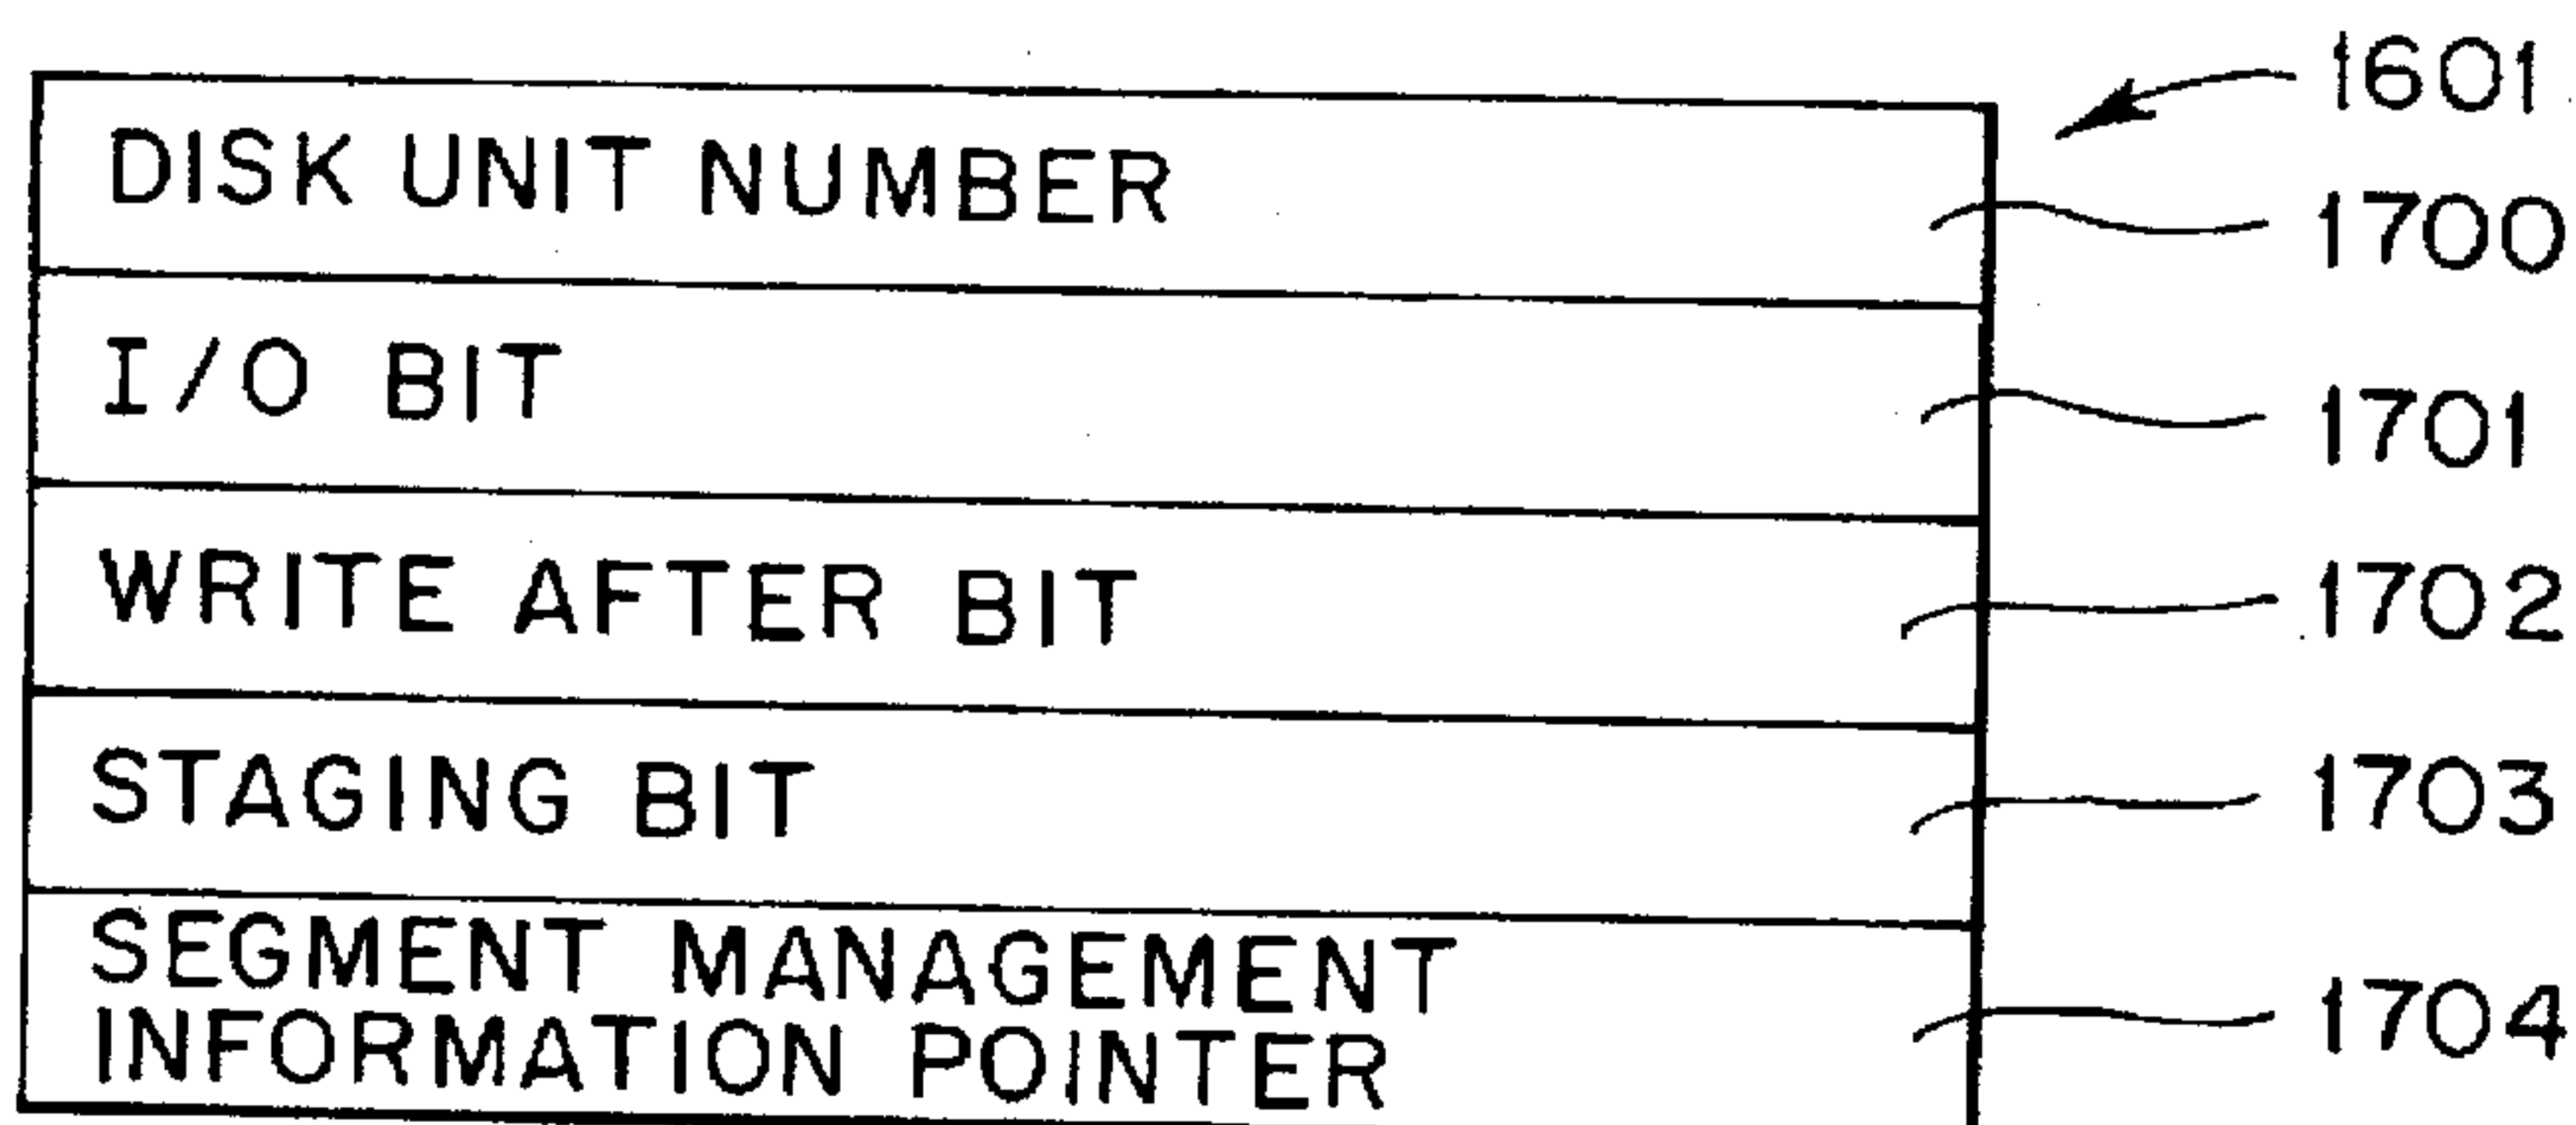 1601
DISK UNIT NUMBER 1700
I/O BIT 1701
WRITE AFTER BIT 1702
STAGING BIT 1703
SEGMENT MANAGEMENT
INFORMATION POINTER 1704